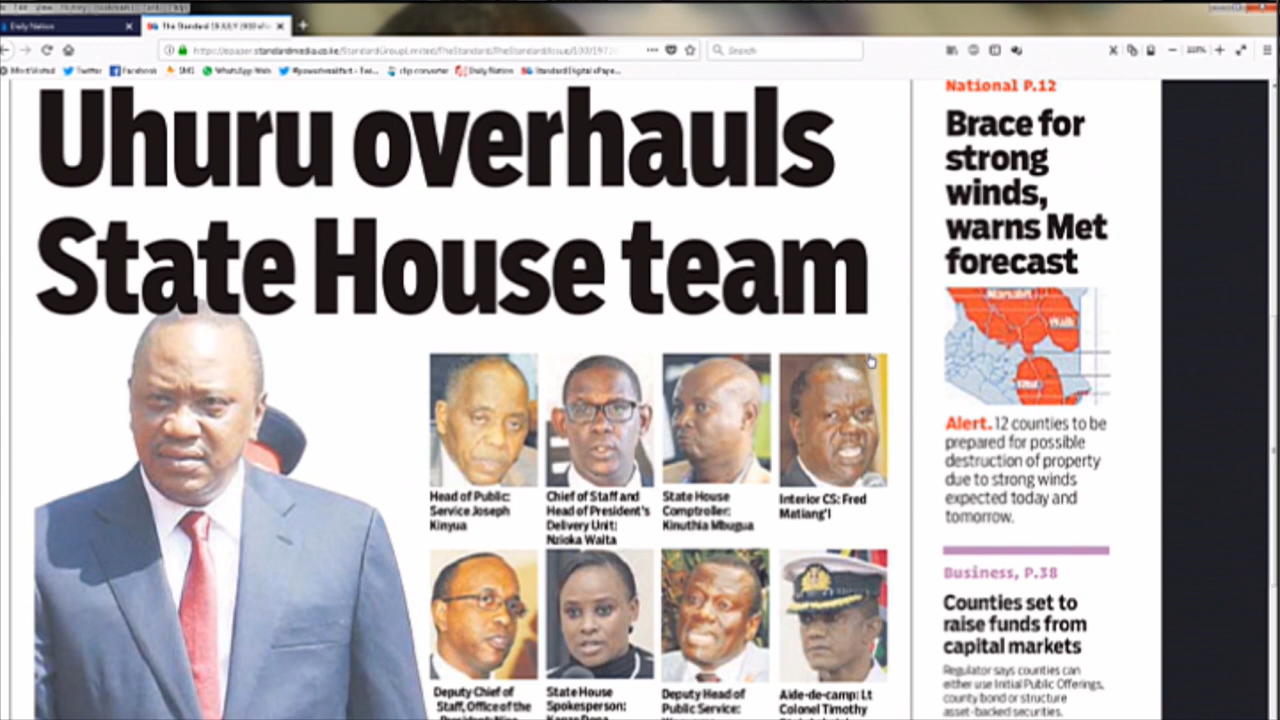 Daily Nation
The Standard 19 JULY 2018
Search
Most Visited
Twitter
Facebook
SMS
WhatsApp Web
clip converter
Daily Nation
Uhuru overhauls
State House team
Head of Public
Service Joseph
Kinyua
Chief of Staff and
Head of President's
Delivery Unit:
Nzioka Waita
State House
Comptroller:
Kinuthia Mbugua
Interior CS: Fred
Matiang'I
Deputy Chief of
Staff, Office of the
State House
Spokesperson:
Deputy Head of
Public Service:
Aide-de-camp: Lt
Colonel Timothy
National P.12
Brace for
strong
winds,
warns Met
forecast
Alert. 12 counties to be
prepared for possible
destruction of property
due to strong winds
expected today and
tomorrow.
Business, P.38
Counties set to
raise funds from
capital markets
Regulator says counties can
either use Initial Public Offerings,
county bond or structure
asset-backed securities.